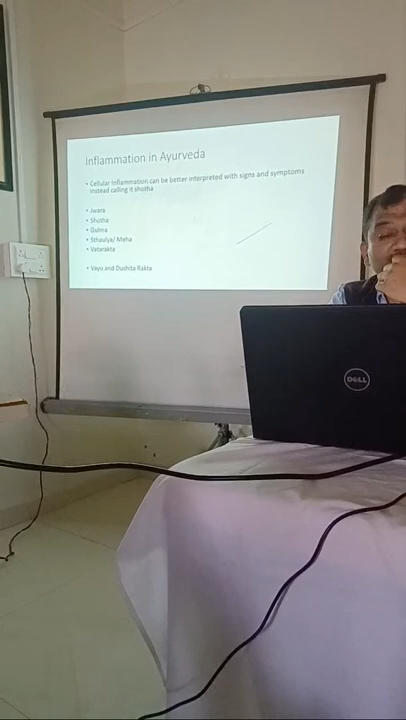 Inflammation in Ayurveda
• Cellular Inflammation can be better interpreted with signs and symptoms
instead calling it shotha
• Jwara
• Shotha
• Gulma
• Sthaulya/ Meha
• Vatarakta
• Vayu and Dushita Rakta
DELL